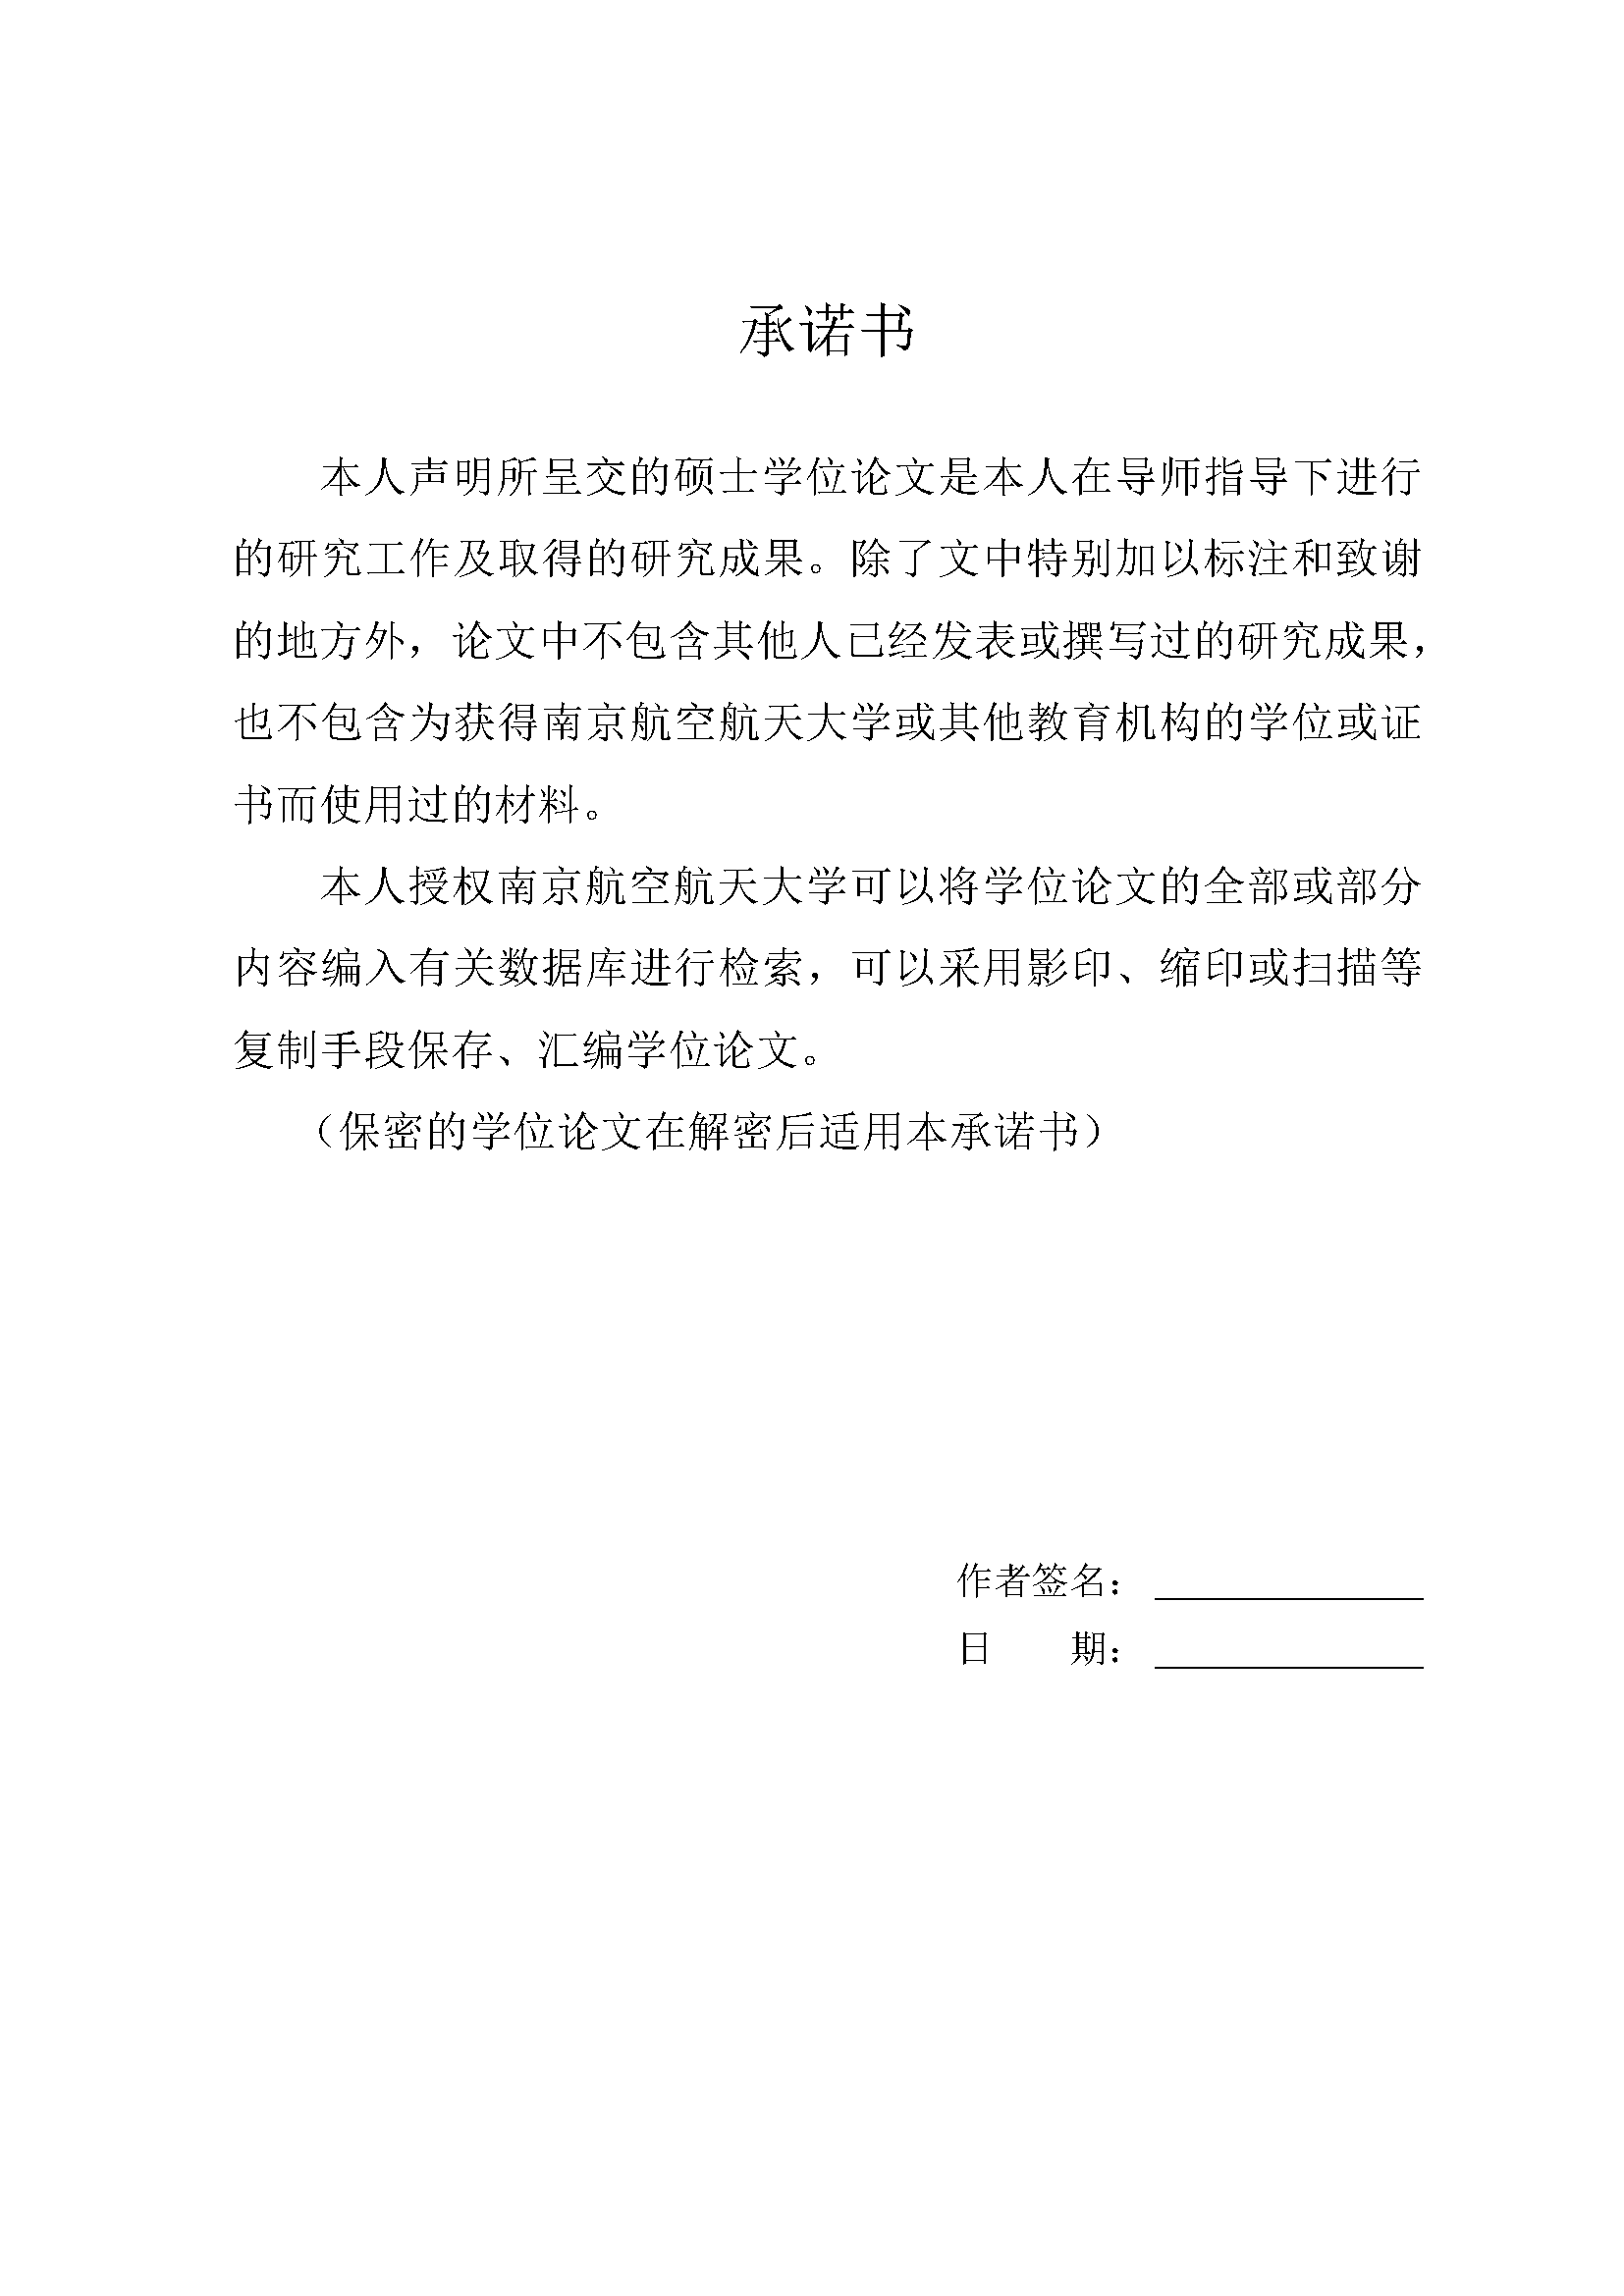 承诺书
本人声明所呈交的硕士学位论文是本人在导师指导下进行
的研究工作及取得的研究成果。除了文中特别加以标注和致谢
的地方外，论文中不包含其他人已经发表或撰写过的研究成果，
也不包含为获得南京航空航天大学或其他教育机构的学位或证
书而使用过的材料。
本人授权南京航空航天大学可以将学位论文的全部或部分
内容编入有关数据库进行检索，可以采用影印、缩印或扫描等
复制手段保存、汇编学位论文。
（保密的学位论文在解密后适用本承诺书）
作者签名：
日　　期：